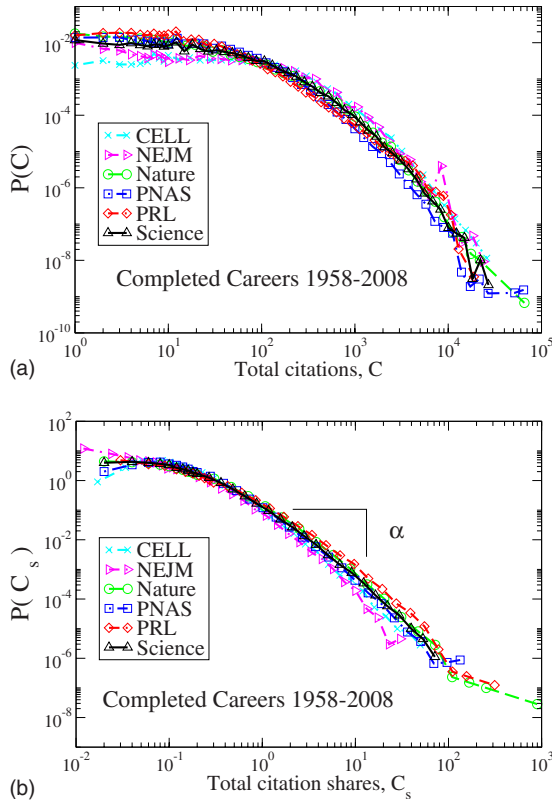 10^0
10^-2
10^-4
10^-6
10^-8
10^-10
P(C)
CELL
NEJM
Nature
PNAS
PRL
Science
Completed Careers 1958-2008
10^0 10^1 10^2 10^3 10^4 10^5
(a)
Total citations, C
10^2
10^0
10^-2
10^-4
10^-6
10^-8
P( C_s )
α
CELL
NEJM
Nature
PNAS
PRL
Science
Completed Careers 1958-2008
10^-2 10^-1 10^0 10^1 10^2 10^3
(b)
Total citation shares, C_s